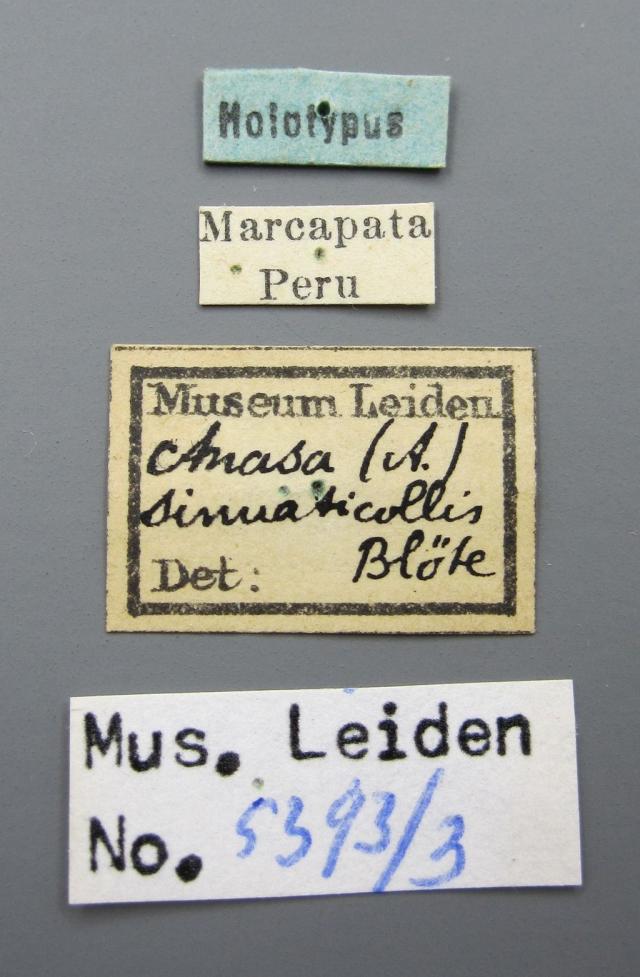 Holotypus
Marcapata
Peru
Museum Leiden
Anasa (A.)
sinuaticollis
Blöte
Det:
Mus. Leiden
No. 5393/3